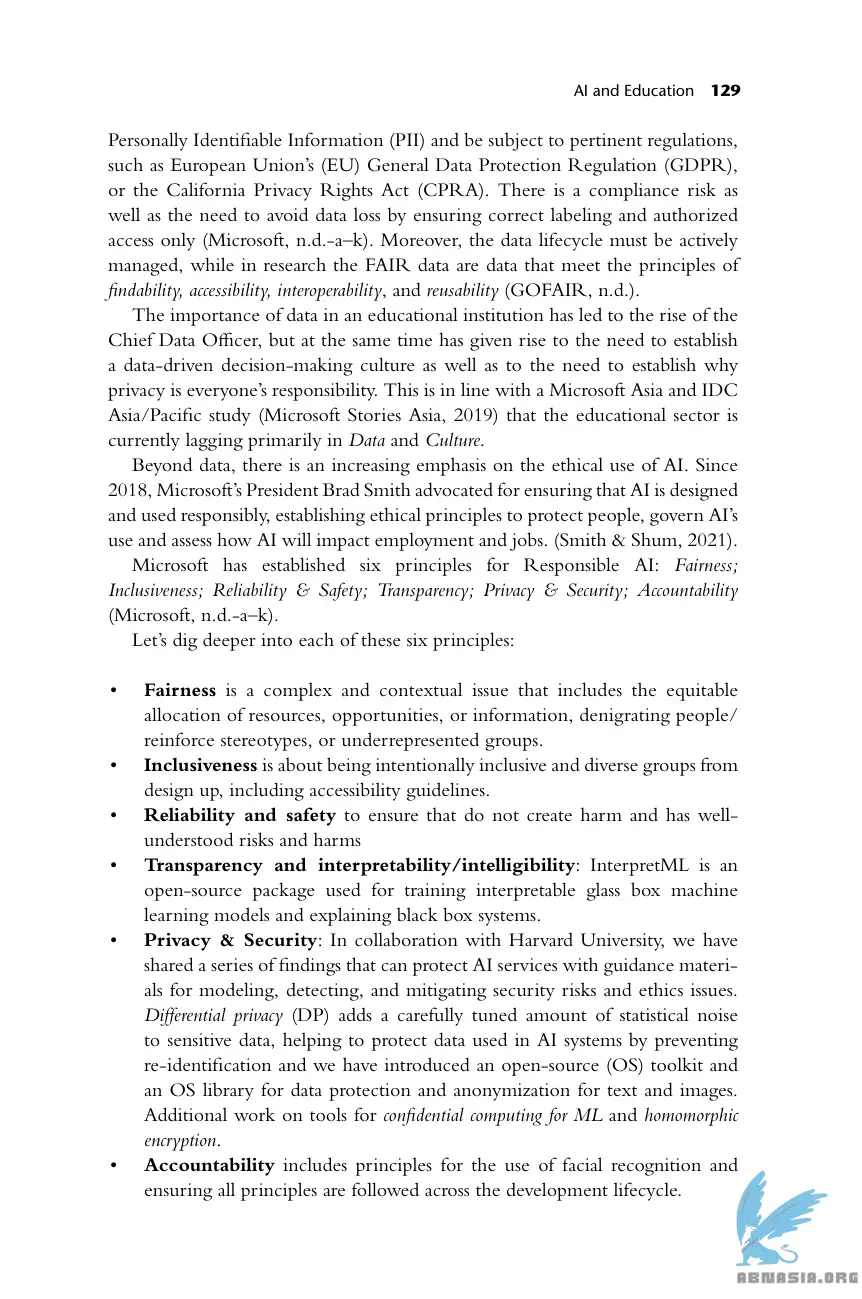 AI and Education 129
Personally Identifiable Information (PII) and be subject to pertinent regulations,
such as European Union’s (EU) General Data Protection Regulation (GDPR),
or the California Privacy Rights Act (CPRA). There is a compliance risk as
well as the need to avoid data loss by ensuring correct labeling and authorized
access only (Microsoft, n.d.-a–k). Moreover, the data lifecycle must be actively
managed, while in research the FAIR data are data that meet the principles of
findability, accessibility, interoperability, and reusability (GOFAIR, n.d.).
The importance of data in an educational institution has led to the rise of the
Chief Data Officer, but at the same time has given rise to the need to establish
a data-driven decision-making culture as well as to the need to establish why
privacy is everyone’s responsibility. This is in line with a Microsoft Asia and IDC
Asia/Pacific study (Microsoft Stories Asia, 2019) that the educational sector is
currently lagging primarily in Data and Culture.
Beyond data, there is an increasing emphasis on the ethical use of AI. Since
2018, Microsoft’s President Brad Smith advocated for ensuring that AI is designed
and used responsibly, establishing ethical principles to protect people, govern AI’s
use and assess how AI will impact employment and jobs. (Smith & Shum, 2021).
Microsoft has established six principles for Responsible AI: Fairness;
Inclusiveness; Reliability & Safety; Transparency; Privacy & Security; Accountability
(Microsoft, n.d.-a–k).
Let’s dig deeper into each of these six principles:
• Fairness is a complex and contextual issue that includes the equitable
allocation of resources, opportunities, or information, denigrating people/
reinforce stereotypes, or underrepresented groups.
• Inclusiveness is about being intentionally inclusive and diverse groups from
design up, including accessibility guidelines.
• Reliability and safety to ensure that do not create harm and has well-
understood risks and harms
• Transparency and interpretability/intelligibility: InterpretML is an
open-source package used for training interpretable glass box machine
learning models and explaining black box systems.
• Privacy & Security: In collaboration with Harvard University, we have
shared a series of findings that can protect AI services with guidance materi-
als for modeling, detecting, and mitigating security risks and ethics issues.
Differential privacy (DP) adds a carefully tuned amount of statistical noise
to sensitive data, helping to protect data used in AI systems by preventing
re-identification and we have introduced an open-source (OS) toolkit and
an OS library for data protection and anonymization for text and images.
Additional work on tools for confidential computing for ML and homomorphic
encryption.
• Accountability includes principles for the use of facial recognition and
ensuring all principles are followed across the development lifecycle.
ABNASIA.ORG